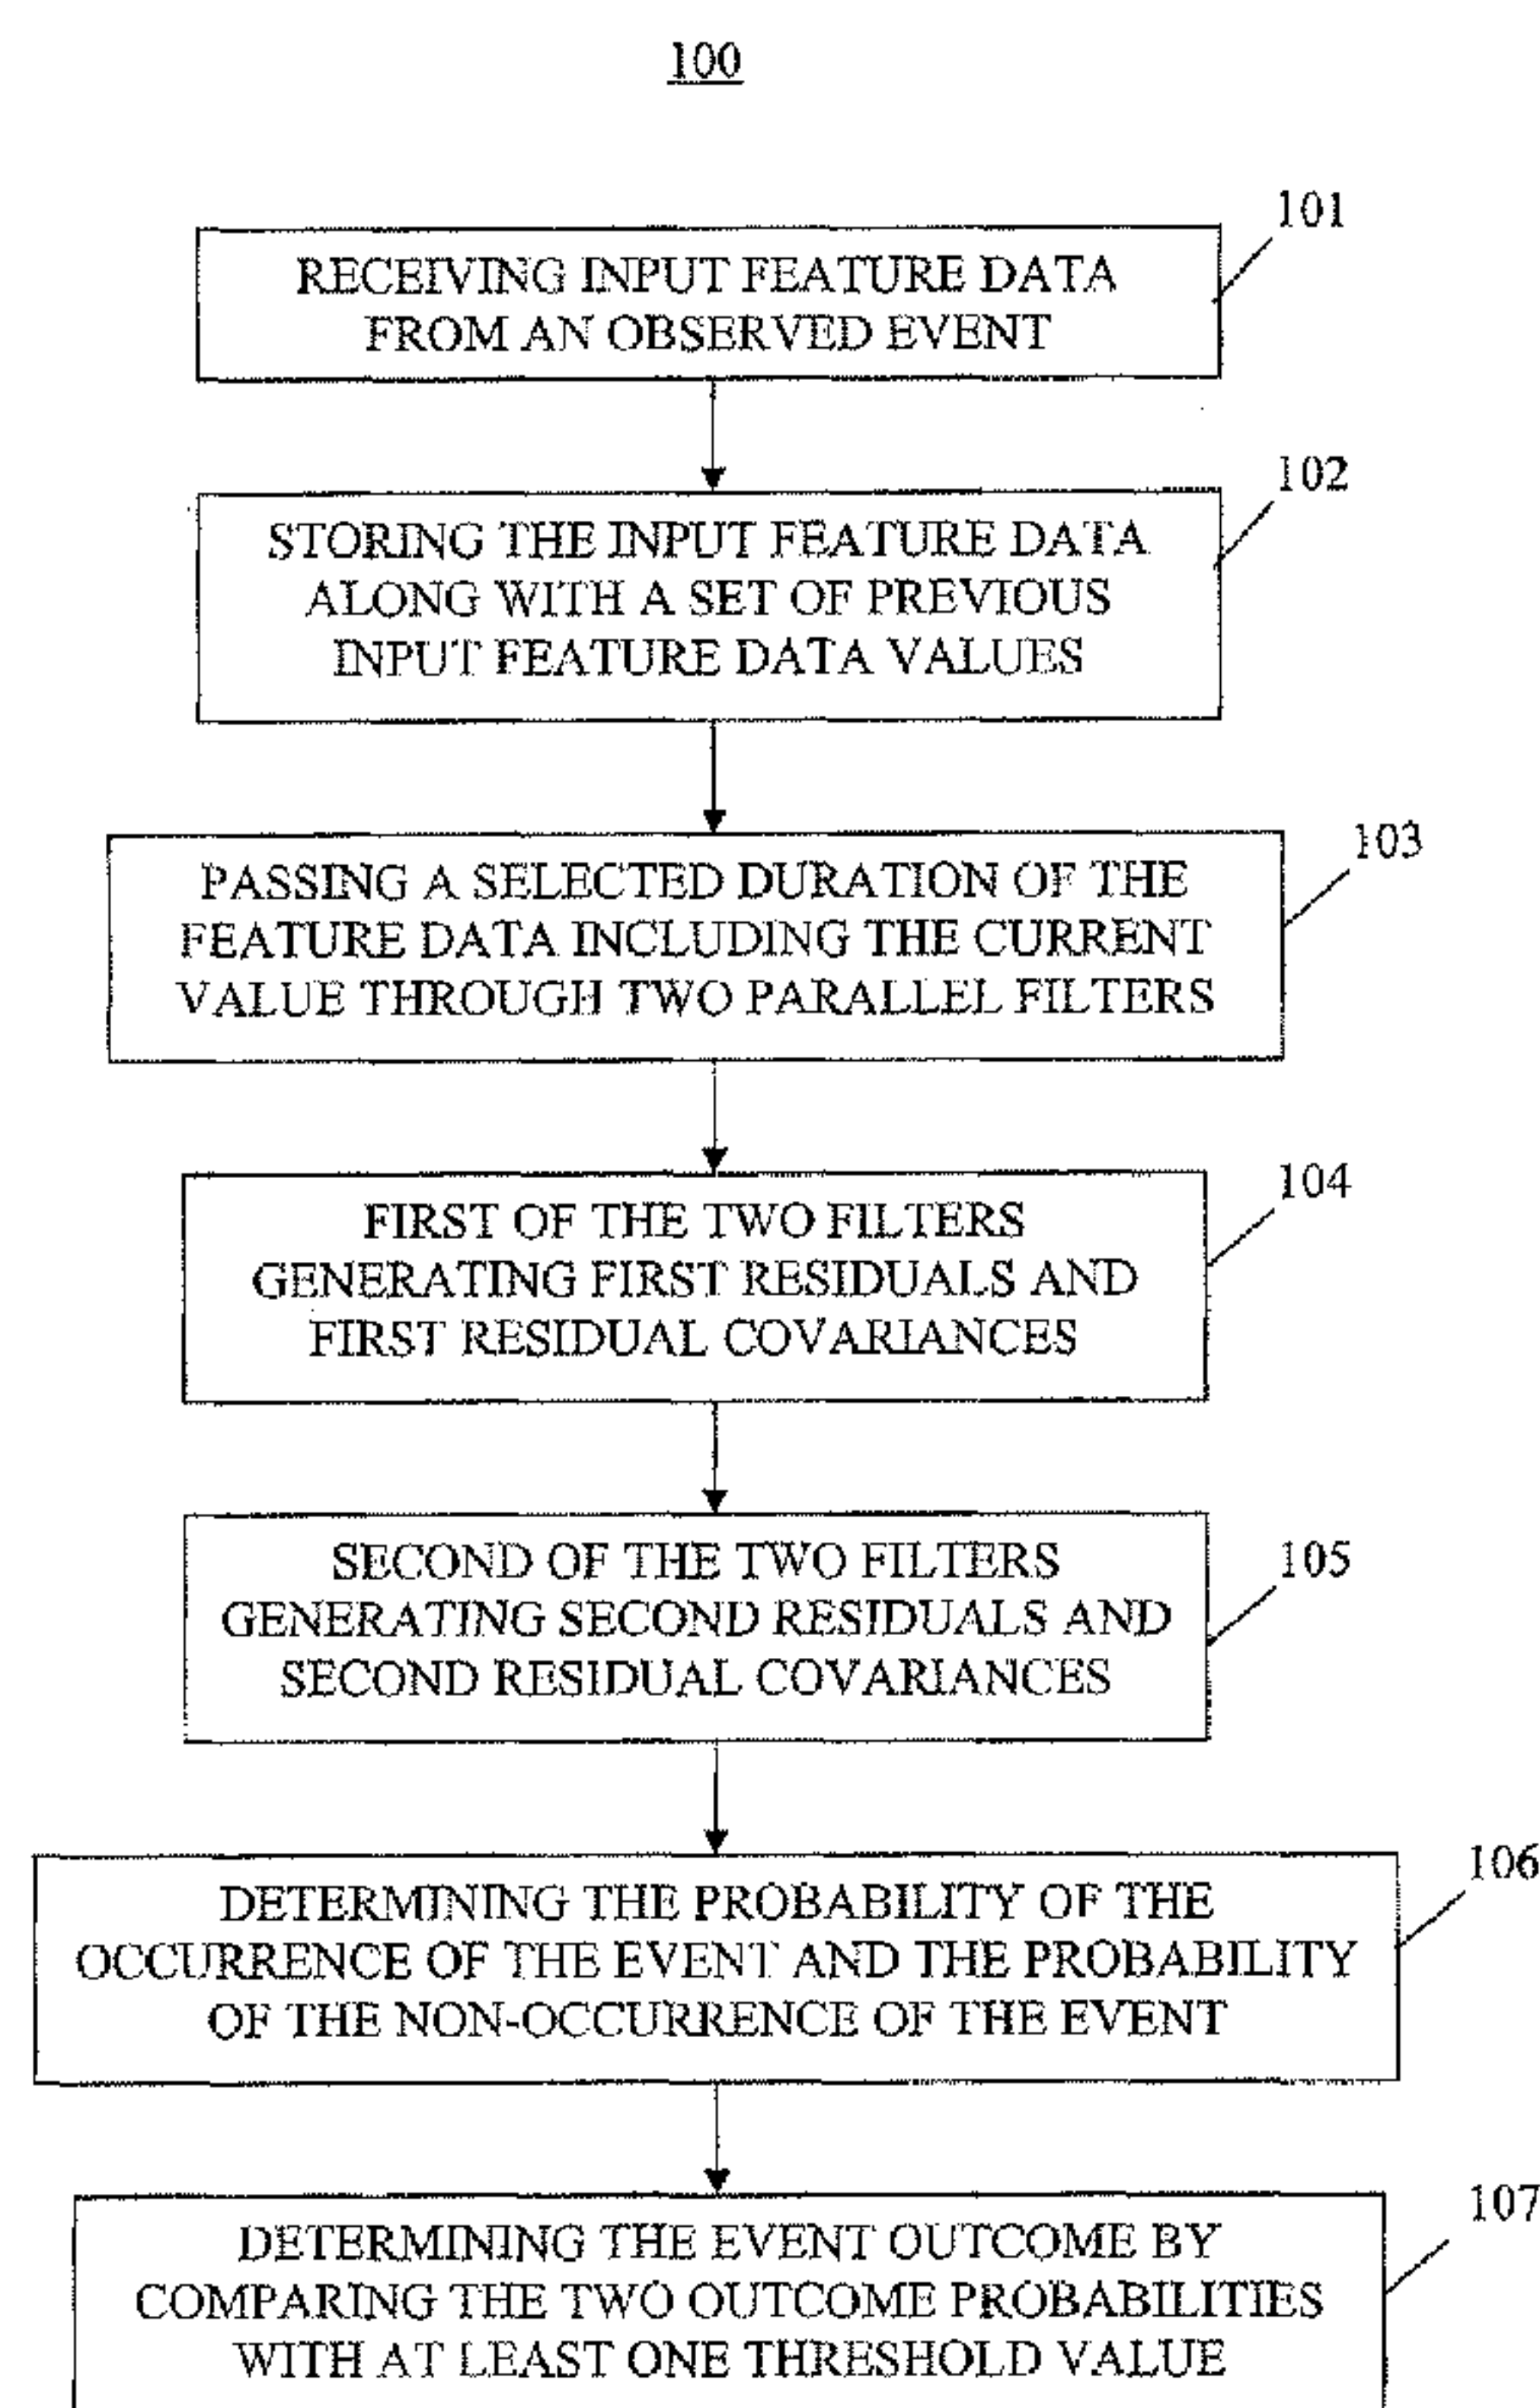 100
101
RECEIVING INPUT FEATURE DATA
FROM AN OBSERVED EVENT
102
STORING THE INPUT FEATURE DATA
ALONG WITH A SET OF PREVIOUS
INPUT FEATURE DATA VALUES
103
PASSING A SELECTED DURATION OF THE
FEATURE DATA INCLUDING THE CURRENT
VALUE THROUGH TWO PARALLEL FILTERS
104
FIRST OF THE TWO FILTERS
GENERATING FIRST RESIDUALS AND
FIRST RESIDUAL COVARIANCES
105
SECOND OF THE TWO FILTERS
GENERATING SECOND RESIDUALS AND
SECOND RESIDUAL COVARIANCES
106
DETERMINING THE PROBABILITY OF THE
OCCURRENCE OF THE EVENT AND THE PROBABILITY
OF THE NON-OCCURRENCE OF THE EVENT
107
DETERMINING THE EVENT OUTCOME BY
COMPARING THE TWO OUTCOME PROBABILITIES
WITH AT LEAST ONE THRESHOLD VALUE